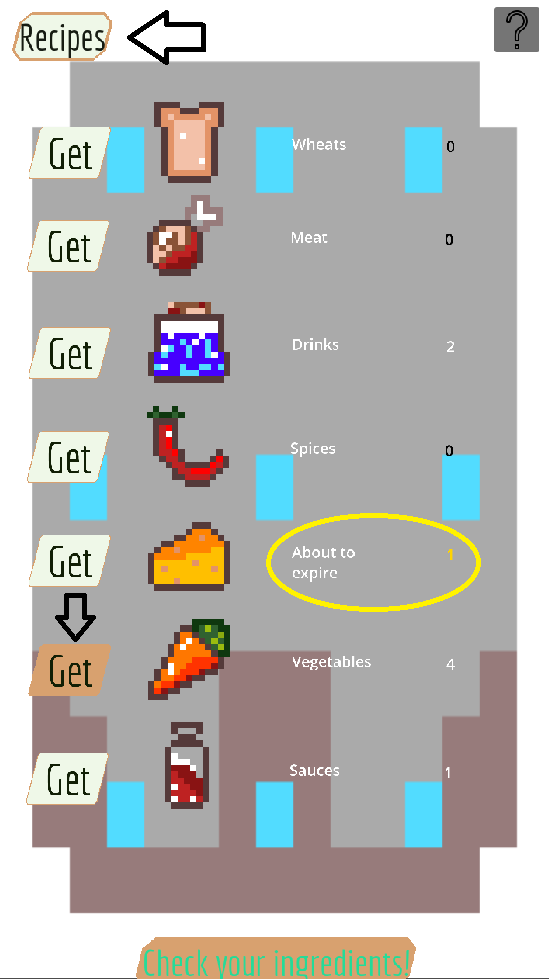 Recipes
?
Get
Wheats
0
Get
Meat
0
Get
Drinks
2
Get
Spices
0
Get
About to
expire
1
Get
Vegetables
4
Get
Sauces
1
Check your ingredients!